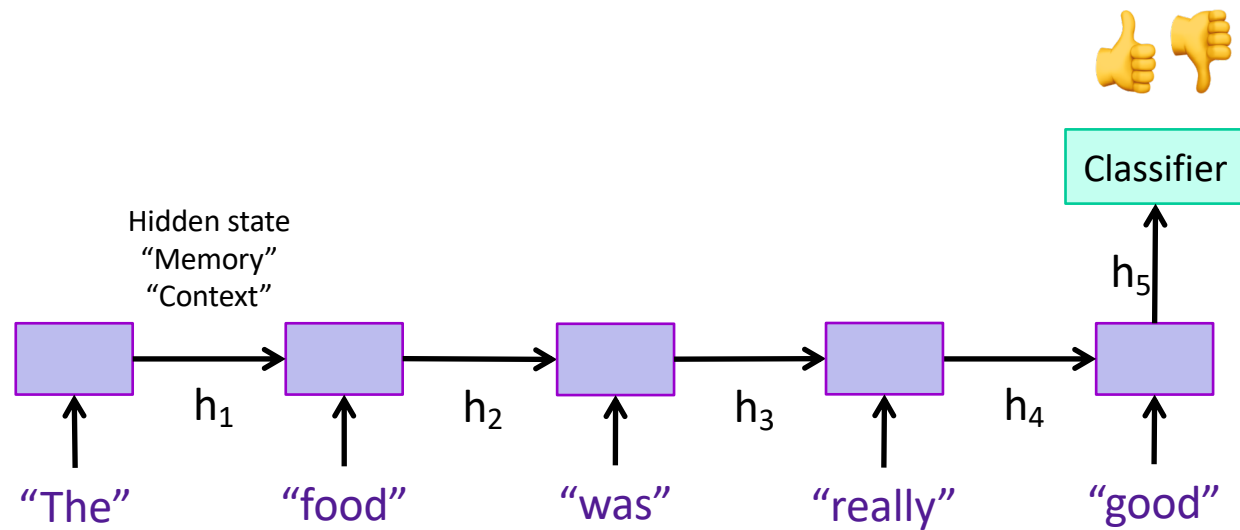 Classifier
Hidden state
“Memory”
“Context”
h₅
h₁
h₂
h₃
h₄
“The”
“food”
“was”
“really”
“good”